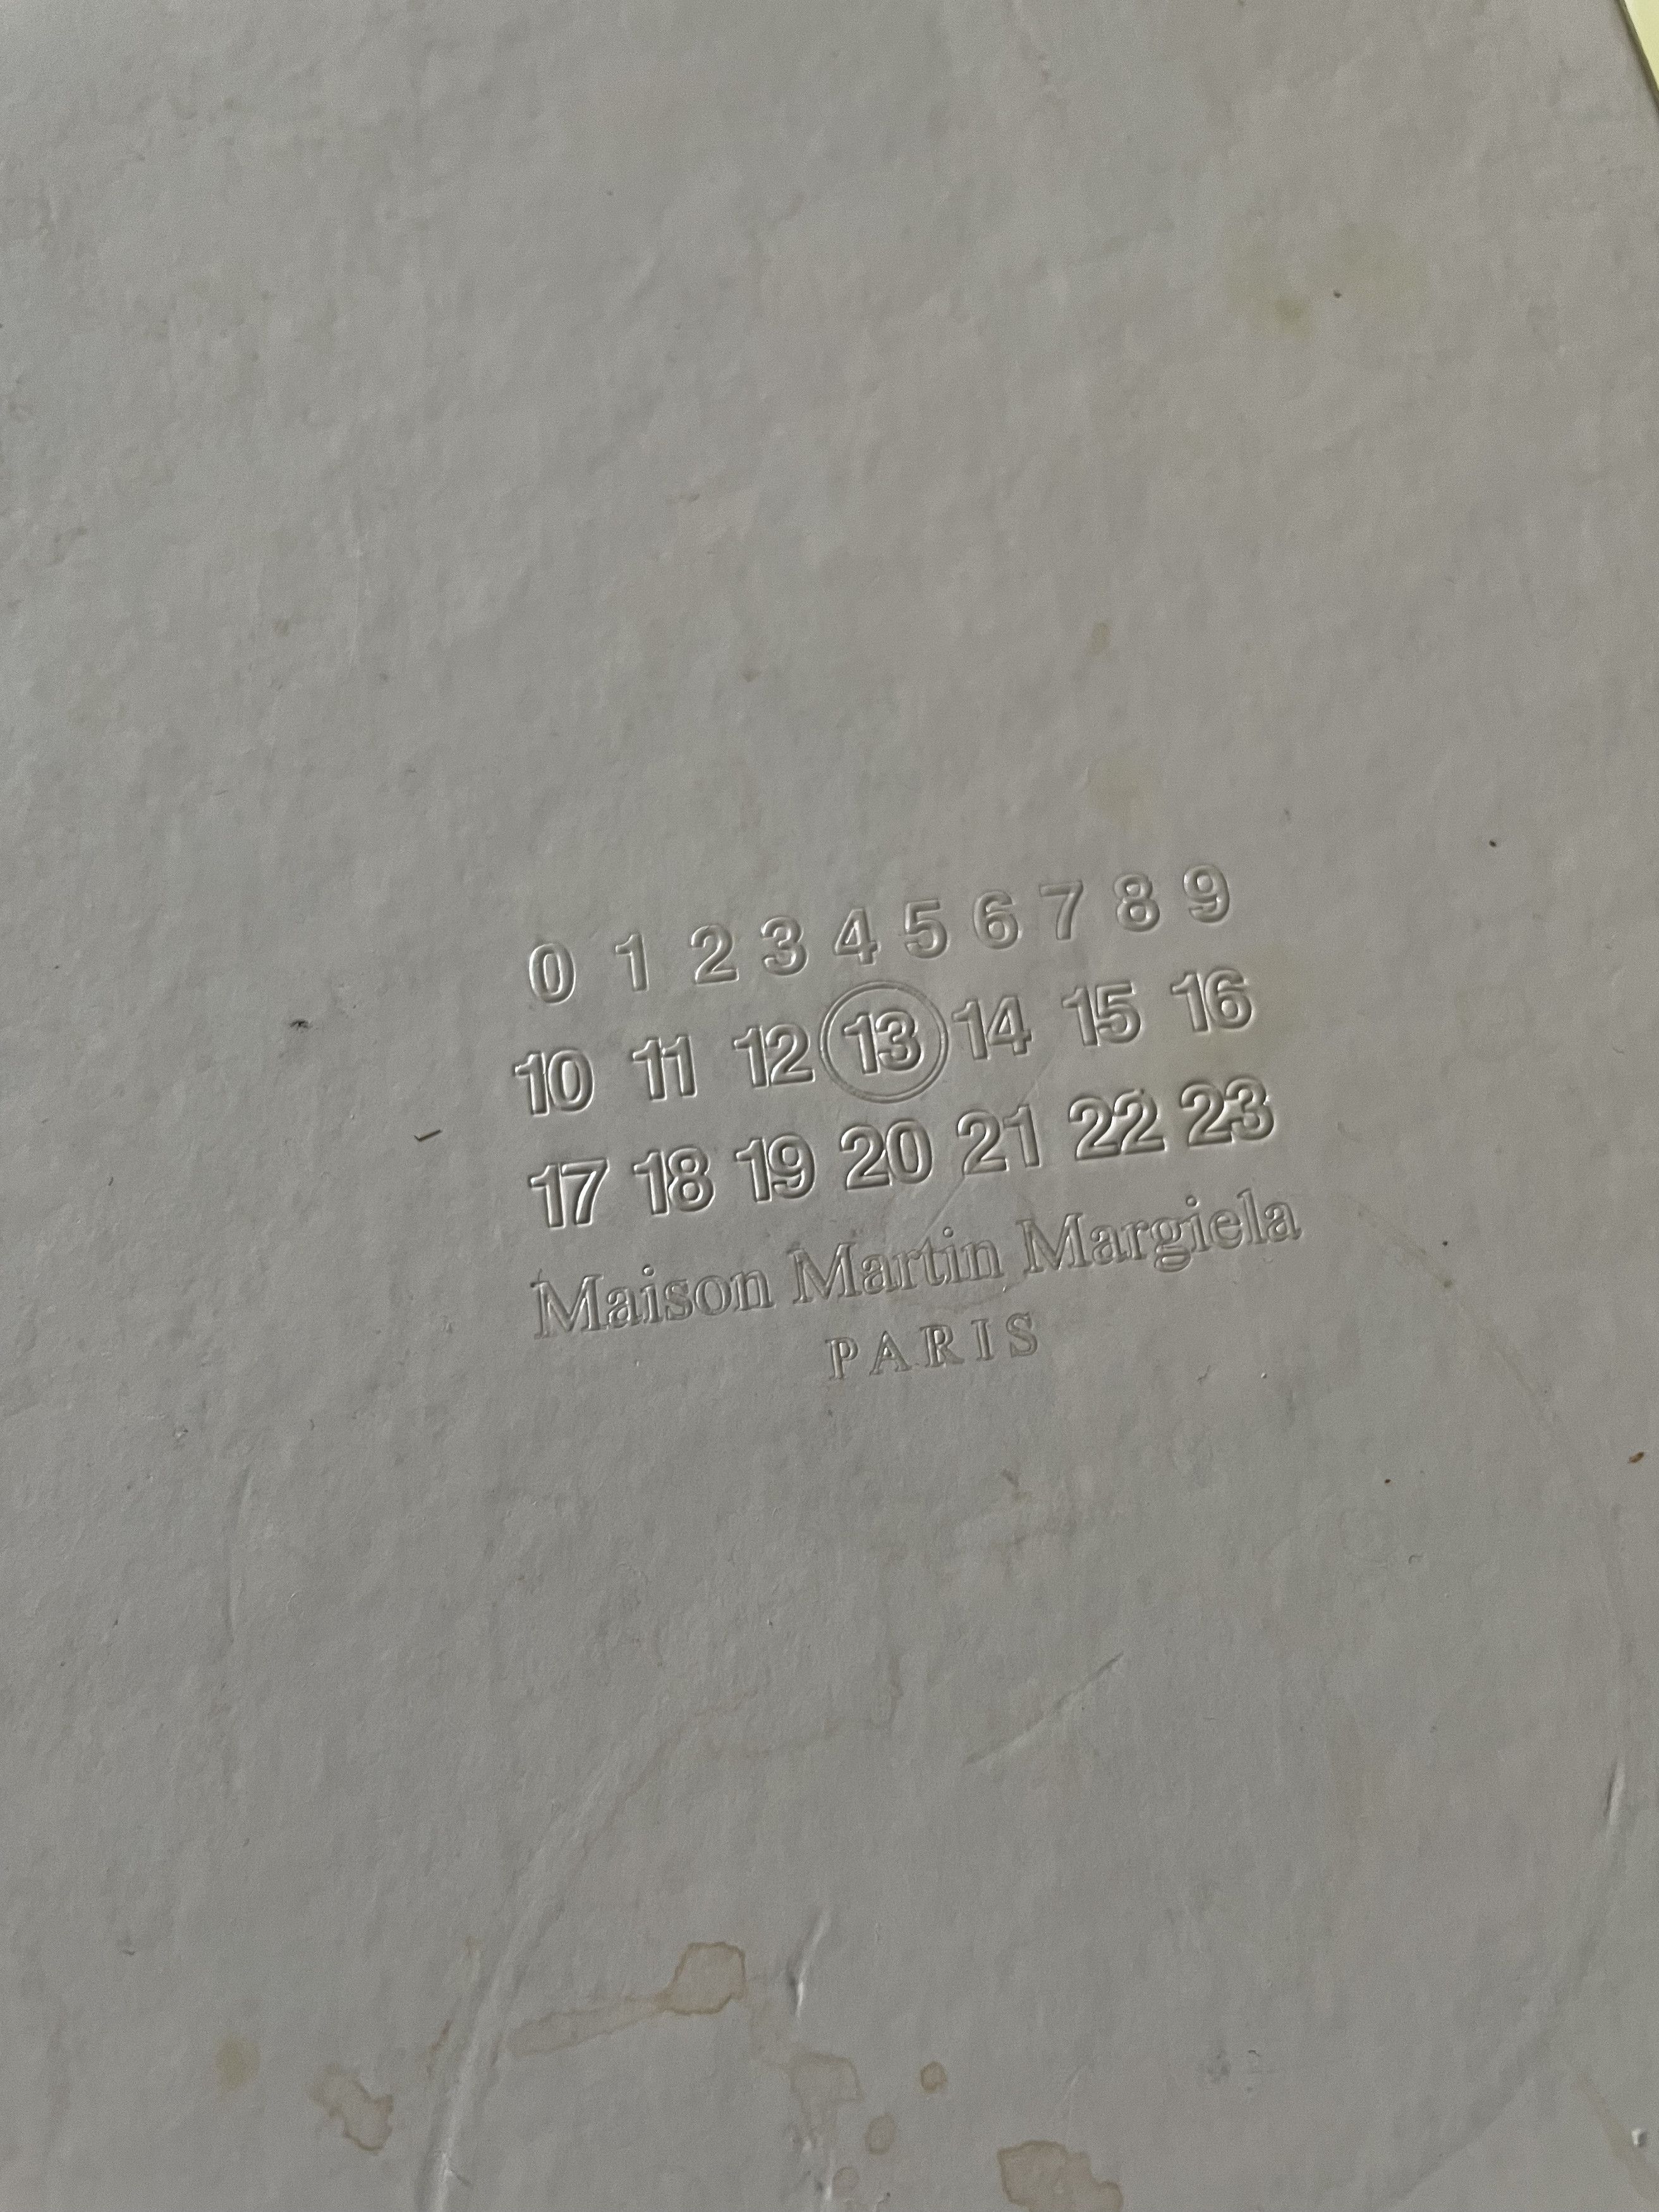 0 1 2 3 4 5 6 7 8 9
10 11 12 13 14 15 16
17 18 19 20 21 22 23
Maison Martin Margiela
PARIS